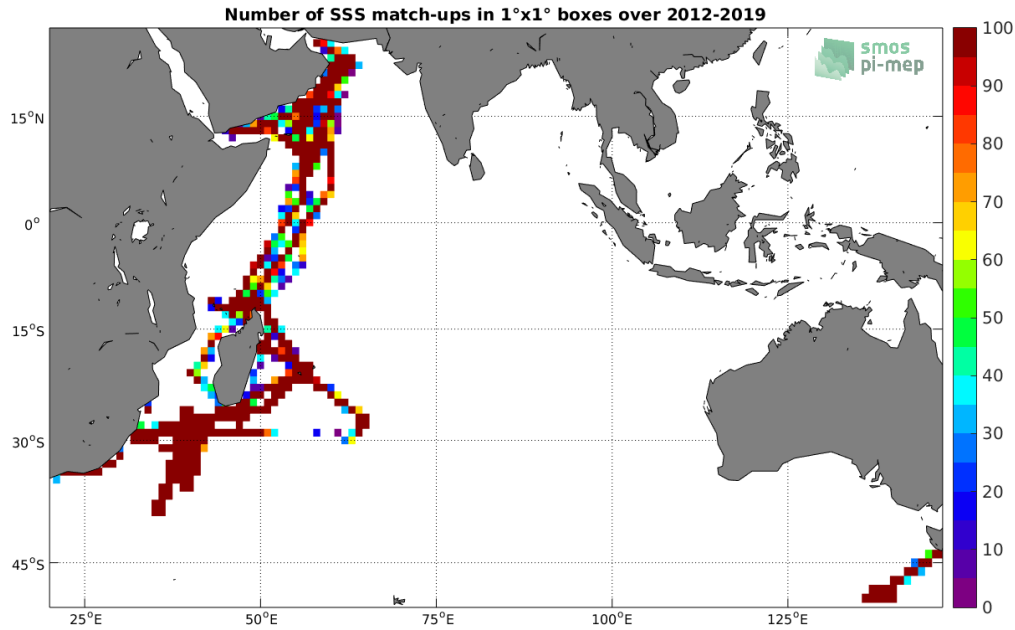 Number of SSS match-ups in 1°x1° boxes over 2012-2019
smos
pi-mep
15°N
0°
15°S
30°S
45°S
25°E
50°E
75°E
100°E
125°E
100
90
80
70
60
50
40
30
20
10
0